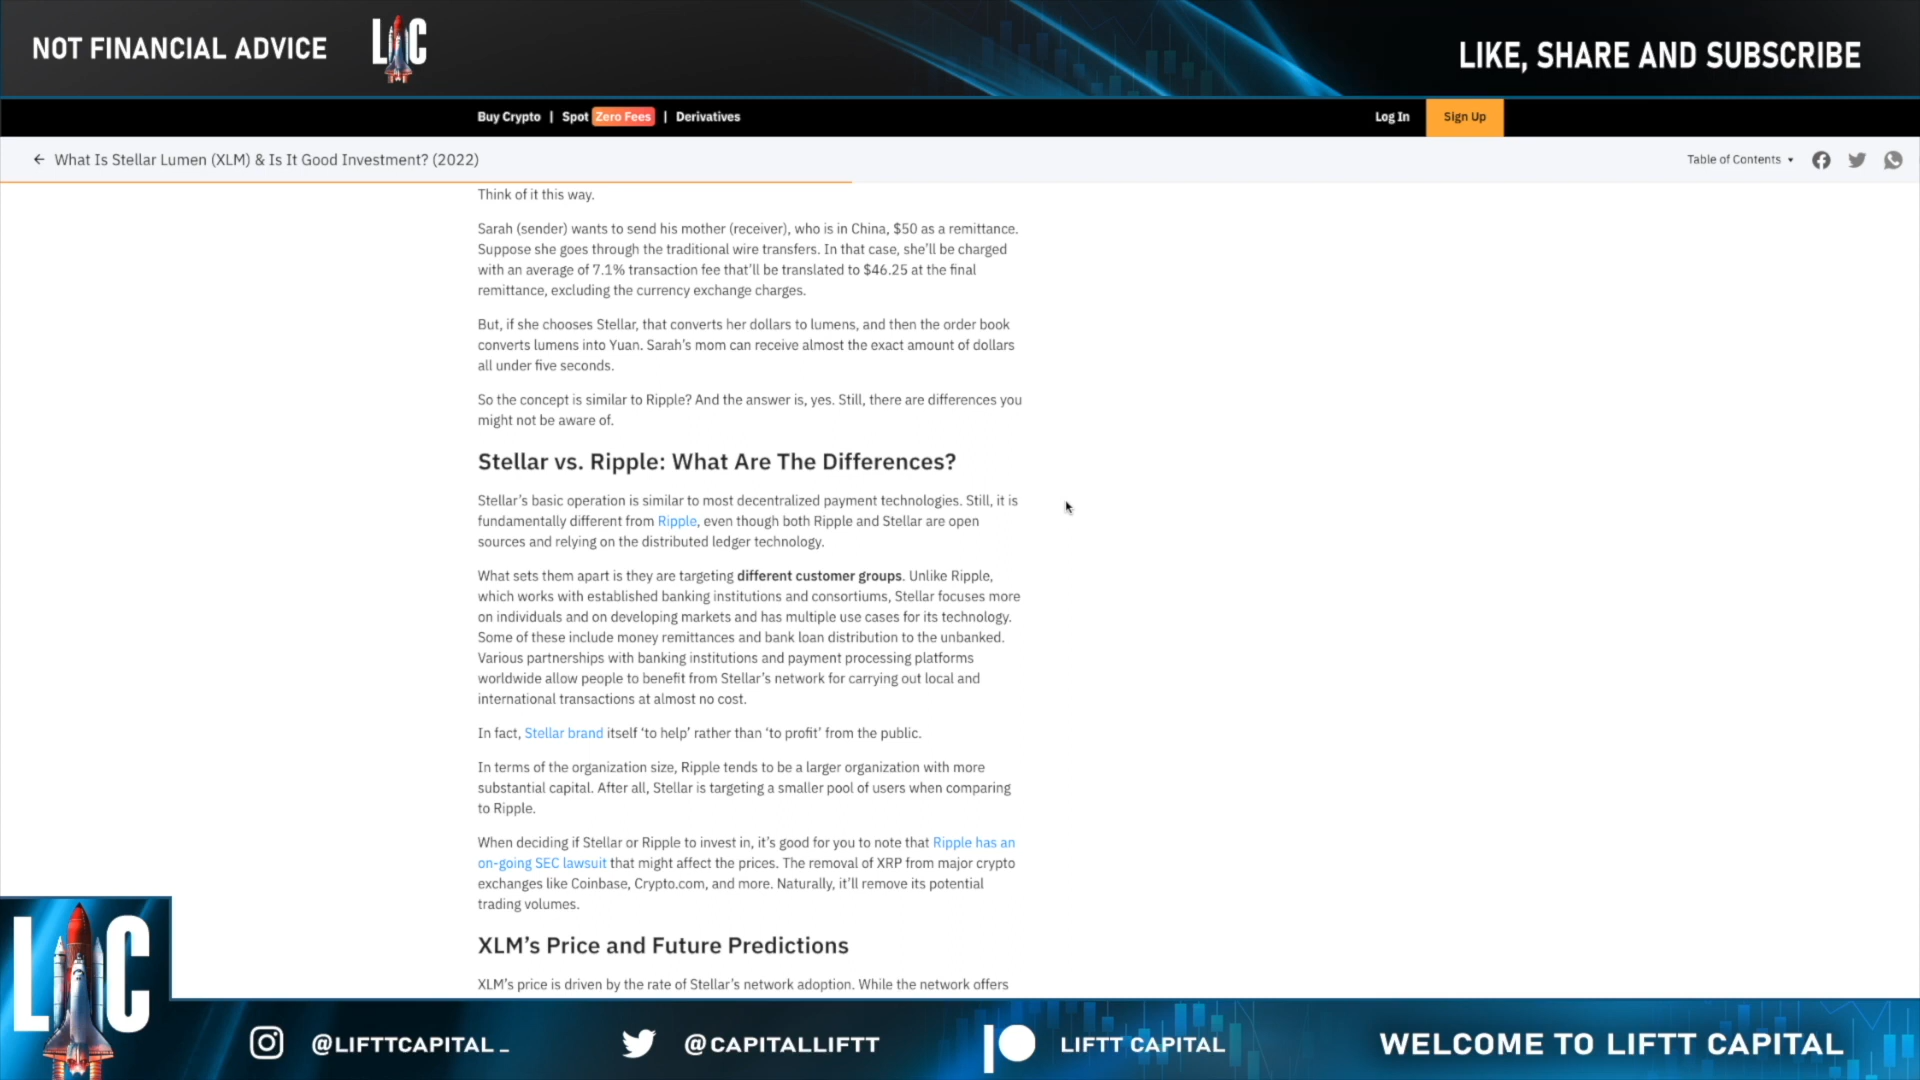 NOT FINANCIAL ADVICE
LC
LIKE, SHARE AND SUBSCRIBE
Buy Crypto | Spot Zero Fees | Derivatives
Log In
Sign Up
What Is Stellar Lumen (XLM) & Is It Good Investment? (2022)
Table of Contents
Think of it this way.
Sarah (sender) wants to send his mother (receiver), who is in China, $50 as a remittance.
Suppose she goes through the traditional wire transfers. In that case, she’ll be charged
with an average of 7.1% transaction fee that’ll be translated to $46.25 at the final
remittance, excluding the currency exchange charges.
But, if she chooses Stellar, that converts her dollars to lumens, and then the order book
converts lumens into Yuan. Sarah’s mom can receive almost the exact amount of dollars
all under five seconds.
So the concept is similar to Ripple? And the answer is, yes. Still, there are differences you
might not be aware of.
Stellar vs. Ripple: What Are The Differences?
Stellar’s basic operation is similar to most decentralized payment technologies. Still, it is
fundamentally different from Ripple, even though both Ripple and Stellar are open
sources and relying on the distributed ledger technology.
What sets them apart is they are targeting different customer groups. Unlike Ripple,
which works with established banking institutions and consortiums, Stellar focuses more
on individuals and on developing markets and has multiple use cases for its technology.
Some of these include money remittances and bank loan distribution to the unbanked.
Various partnerships with banking institutions and payment processing platforms
worldwide allow people to benefit from Stellar’s network for carrying out local and
international transactions at almost no cost.
In fact, Stellar brand itself ‘to help’ rather than ‘to profit’ from the public.
In terms of the organization size, Ripple tends to be a larger organization with more
substantial capital. After all, Stellar is targeting a smaller pool of users when comparing
to Ripple.
When deciding if Stellar or Ripple to invest in, it’s good for you to note that Ripple has an
on-going SEC lawsuit that might affect the prices. The removal of XRP from major crypto
exchanges like Coinbase, Crypto.com, and more. Naturally, it’ll remove its potential
trading volumes.
XLM’s Price and Future Predictions
XLM’s price is driven by the rate of Stellar’s network adoption. While the network offers
LC
@LIFTTCAPITAL_
@CAPITALLIFTT
LIFTT CAPITAL
WELCOME TO LIFTT CAPITAL